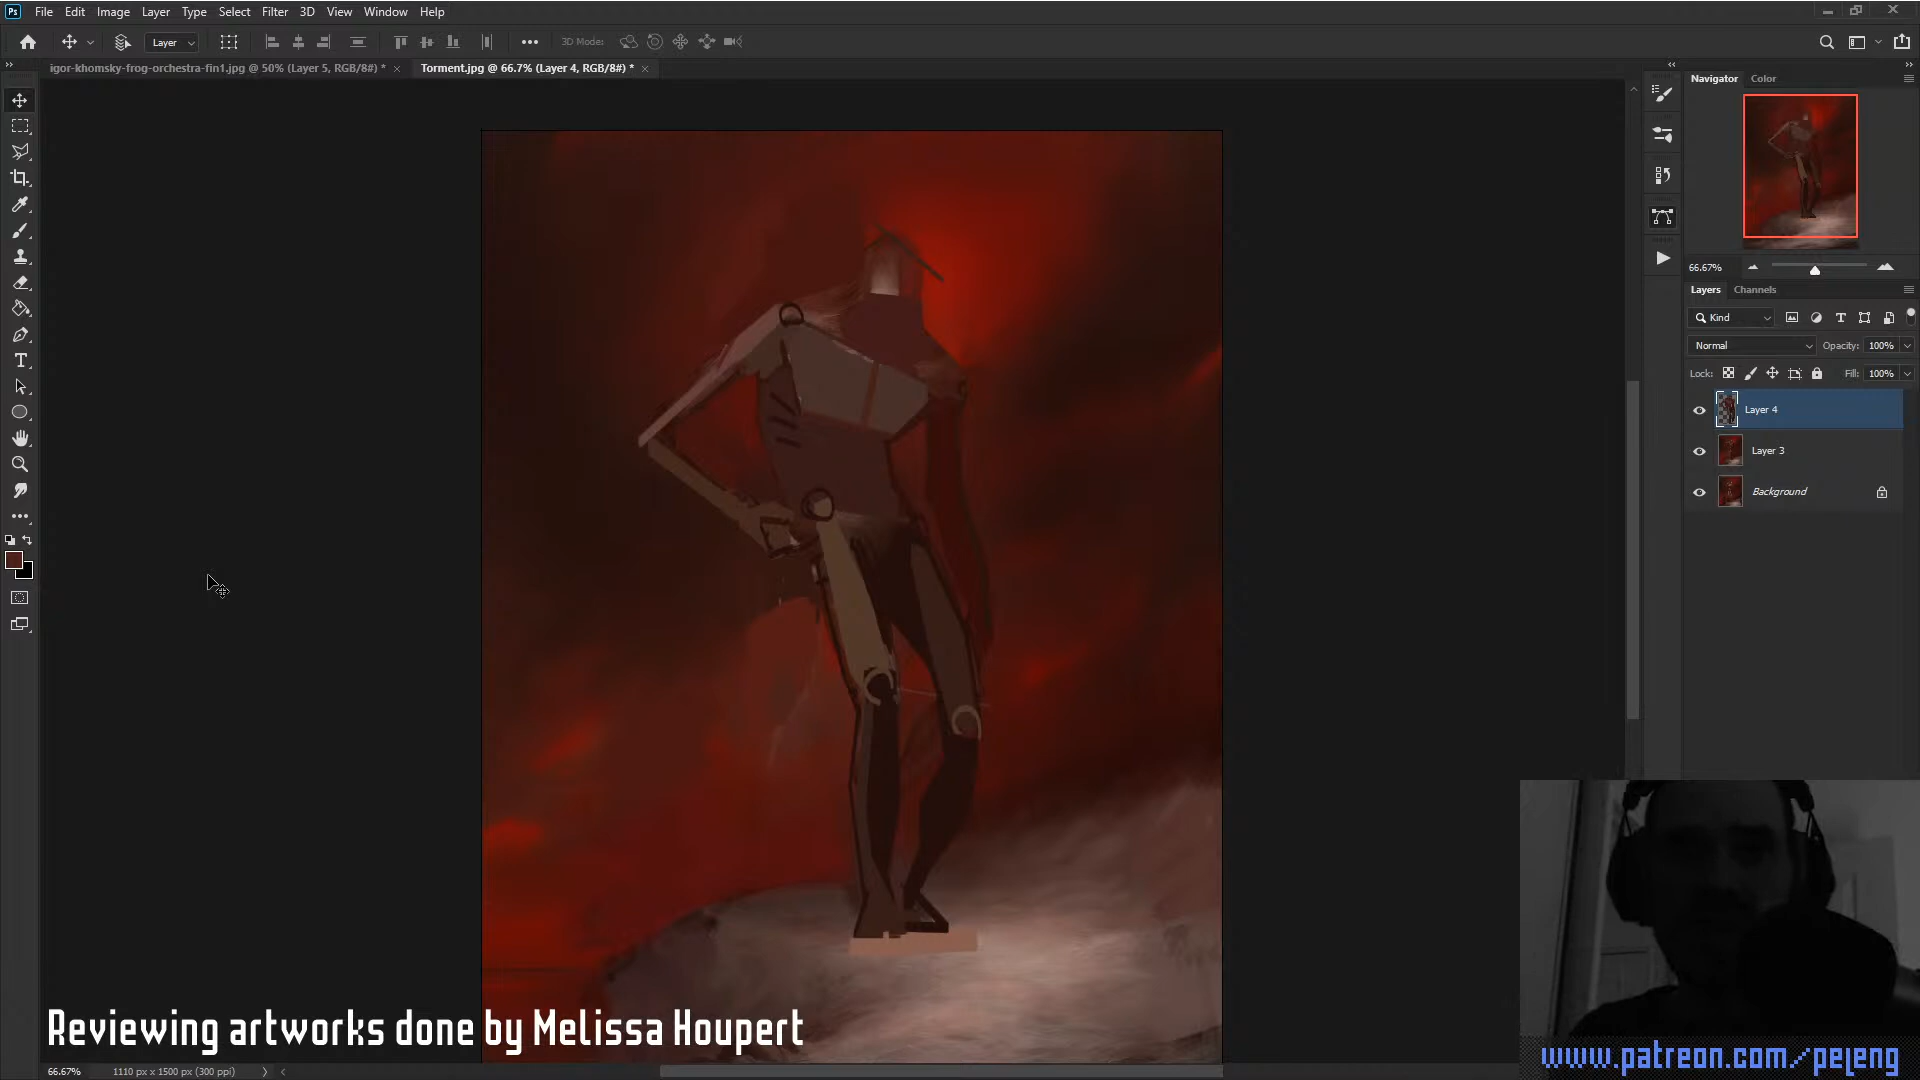 Ps File Edit Image Layer Type Select Filter 3D View Window Help
Layer 3D Mode:
igor-khomsky-frog-orchestra-fin1.jpg @ 50% (Layer 5, RGB/8#) * Torment.jpg @ 66.7% (Layer 4, RGB/8#) *
Navigator Color
66.67%
Layers Channels
Kind
Normal Opacity: 100%
Lock: Fill: 100%
Layer 4
Layer 3
Background
Reviewing artworks done by Melissa Houpert
www.patreon.com/peleng
66.67% 1110 px x 1500 px (300 ppi)